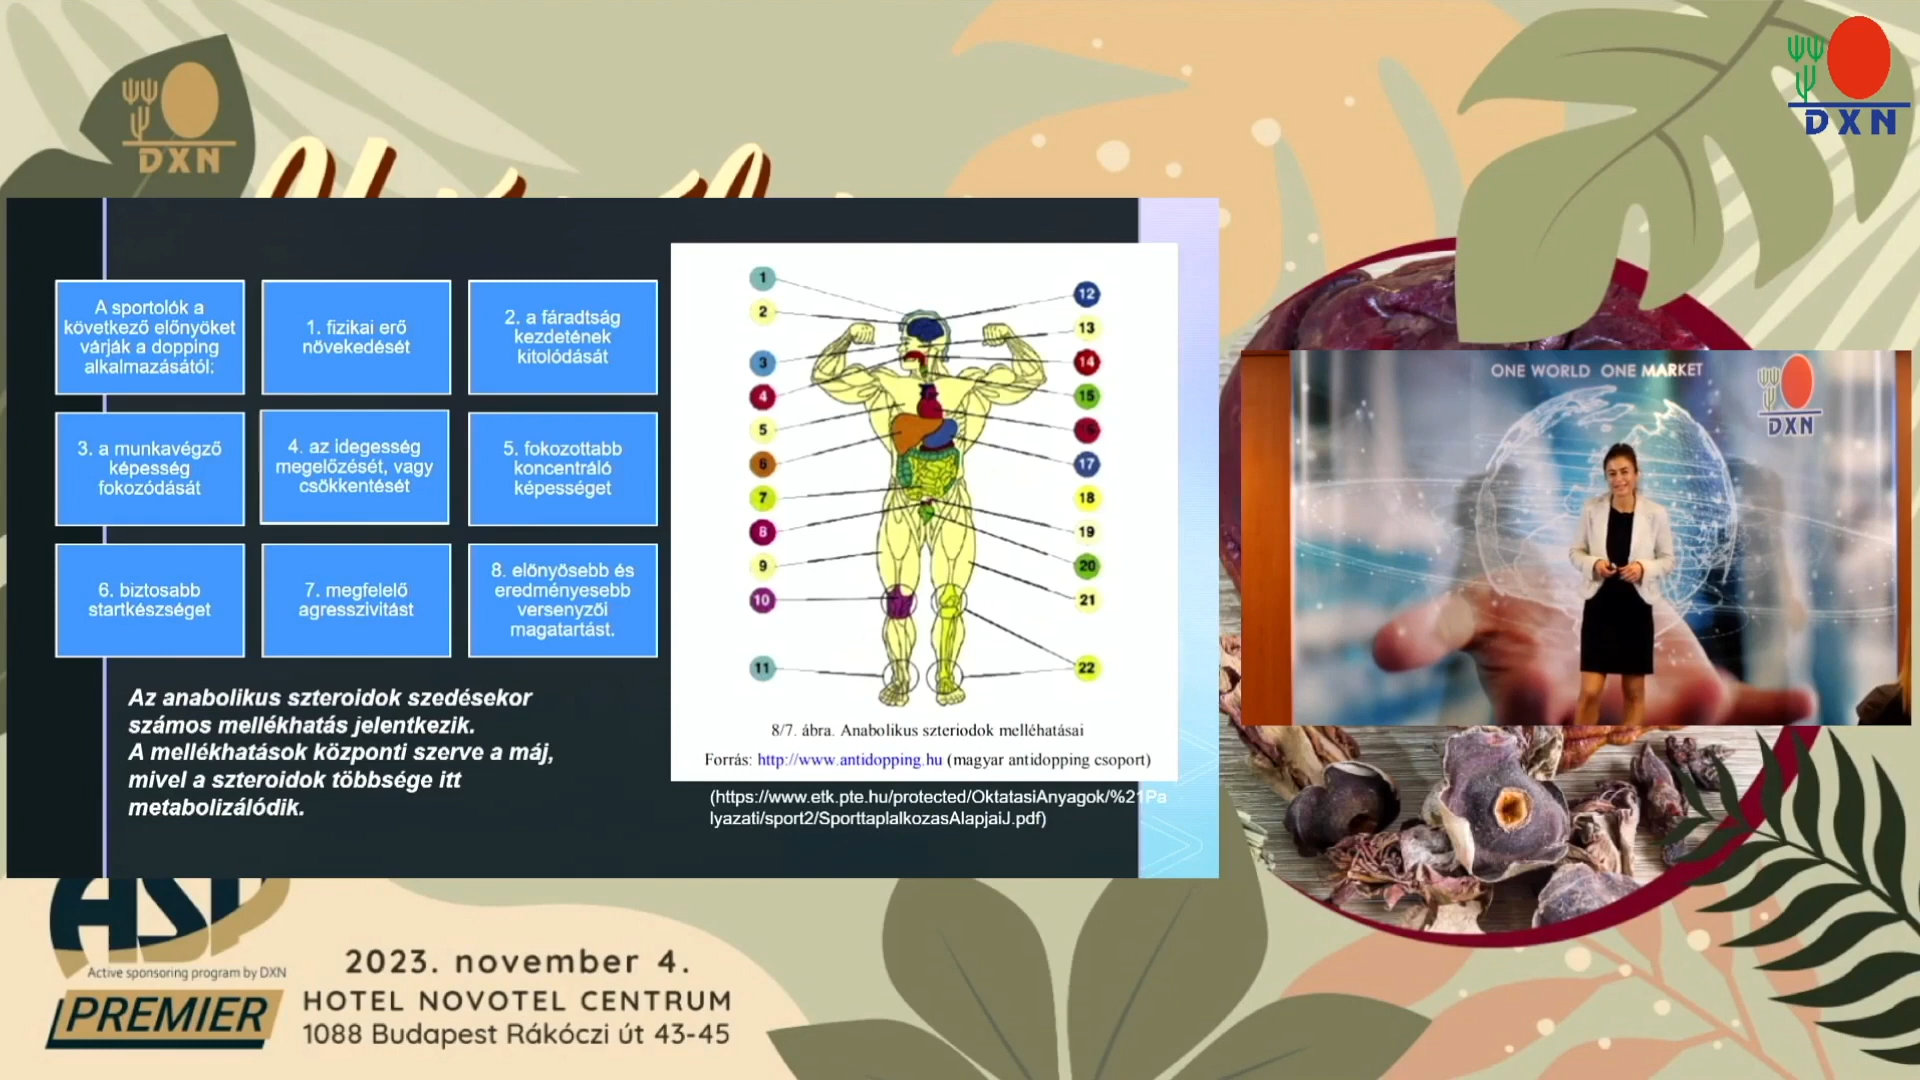 DXN
DXN
A sportolók a
következő előnyöket
várják a dopping
alkalmazásától:
1. fizikai erő
növekedését
2. a fáradtság
kezdetének
kitolódását
3. a munkavégző
képesség
fokozódását
4. az idegesség
megelőzését, vagy
csökkentését
5. fokozottabb
koncentráló
képességet
6. biztosabb
startkészséget
7. megfelelő
agresszivitást
8. előnyösebb és
eredményesebb
versenyzői
magatartást.
Az anabolikus szteroidok szedésekor
számos mellékhatás jelentkezik.
A mellékhatások központi szerve a máj,
mivel a szteroidok többsége itt
metabolizálódik.
1
2
3
4
5
6
7
8
9
10
11
12
13
14
15
16
17
18
19
20
21
22
8/7. ábra. Anabolikus szteriodok melléhatásai
Forrás: http://www.antidopping.hu (magyar antidopping csoport)
(https://www.etk.pte.hu/protected/OktatasiAnyagok/%21Pa
lyazati/sport2/SporttaplalkozasAlapjaiJ.pdf)
ONE WORLD ONE MARKET
DXN
ASP
Active sponsoring program by DXN
PREMIER
2023. november 4.
HOTEL NOVOTEL CENTRUM
1088 Budapest Rákóczi út 43-45